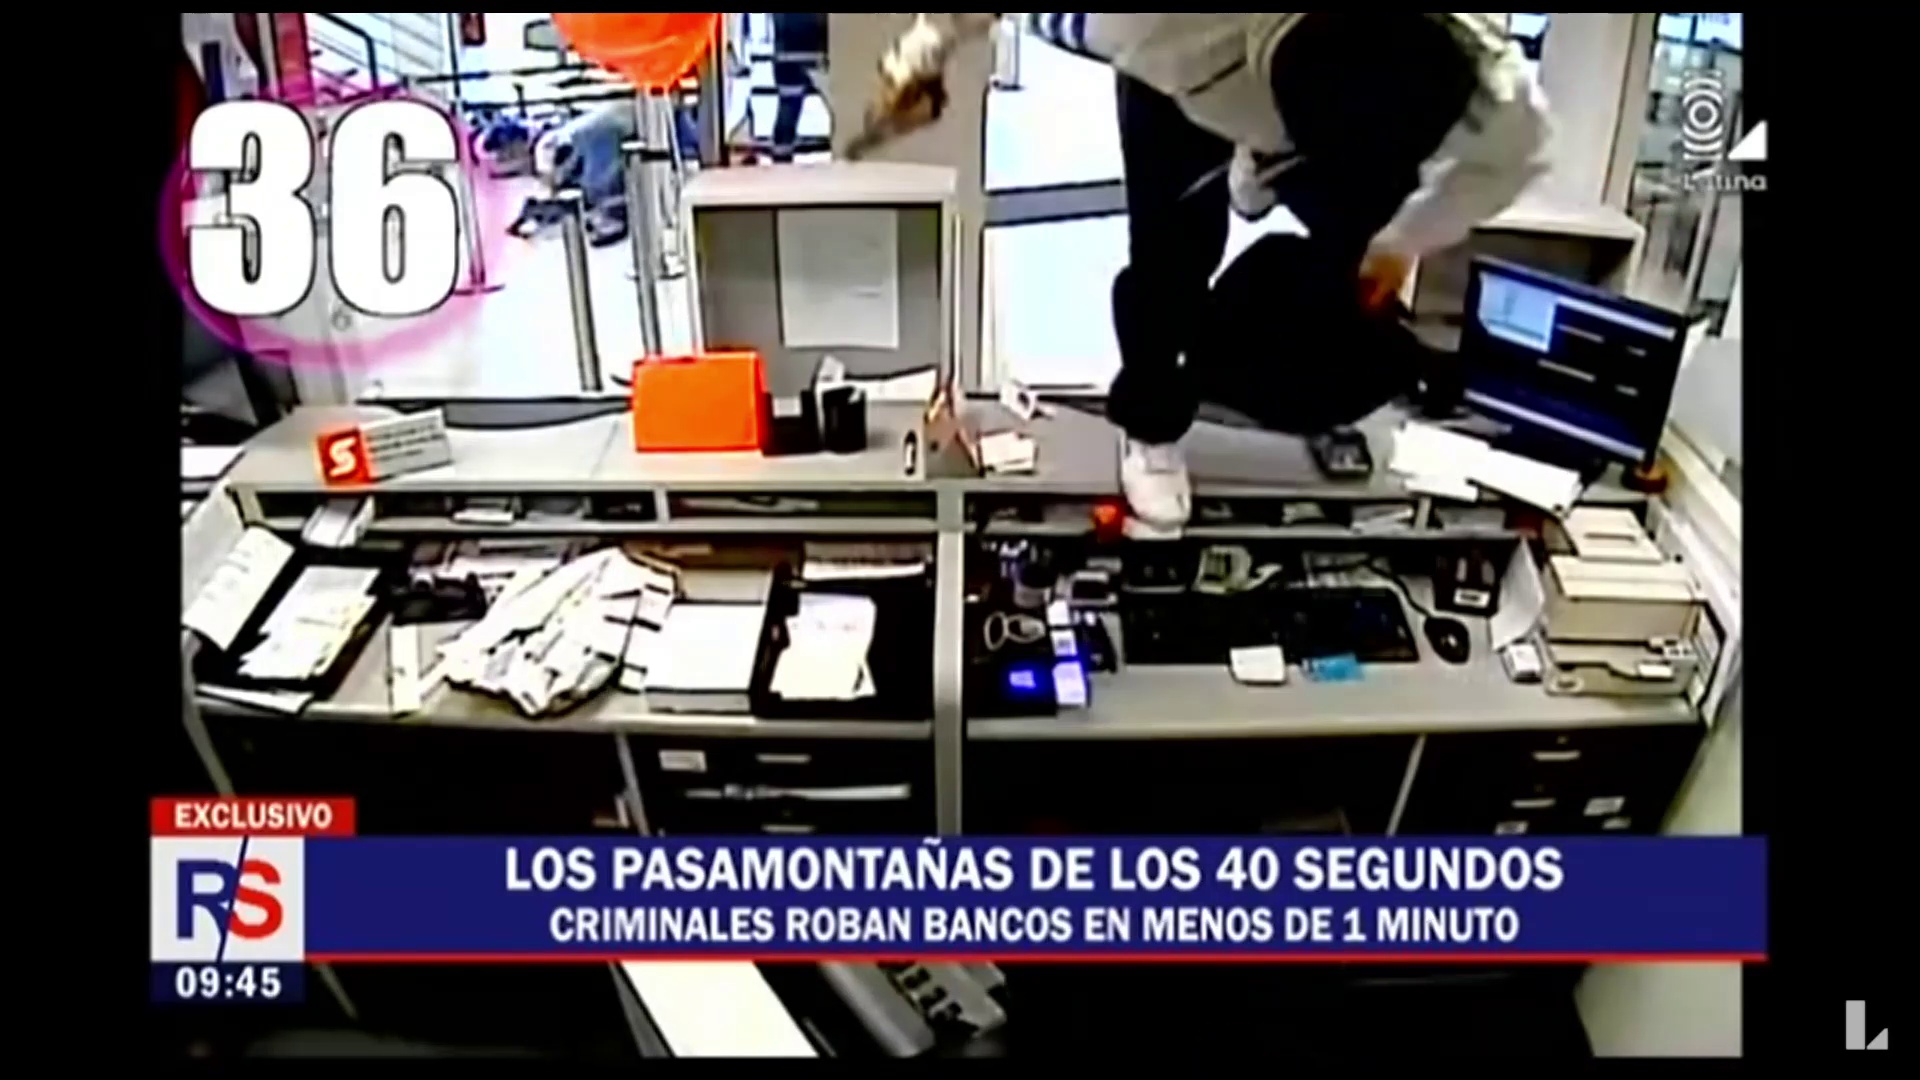 36
Latina
EXCLUSIVO
RS
LOS PASAMONTAÑAS DE LOS 40 SEGUNDOS
CRIMINALES ROBAN BANCOS EN MENOS DE 1 MINUTO
09:45